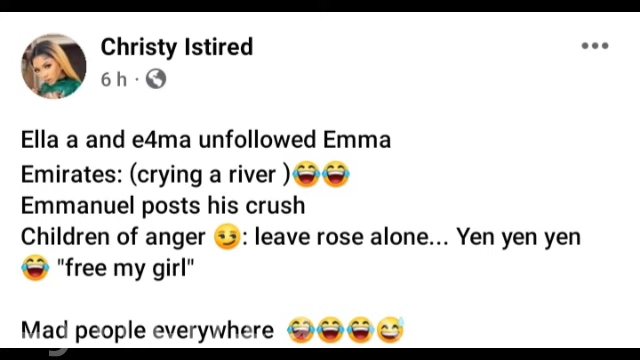 Christy Istired
6 h ·
Ella a and e4ma unfollowed Emma
Emirates: (crying a river )😂😂
Emmanuel posts his crush
Children of anger 😏: leave rose alone... Yen yen yen
😂 "free my girl"
Mad people everywhere 😂😂😂😅